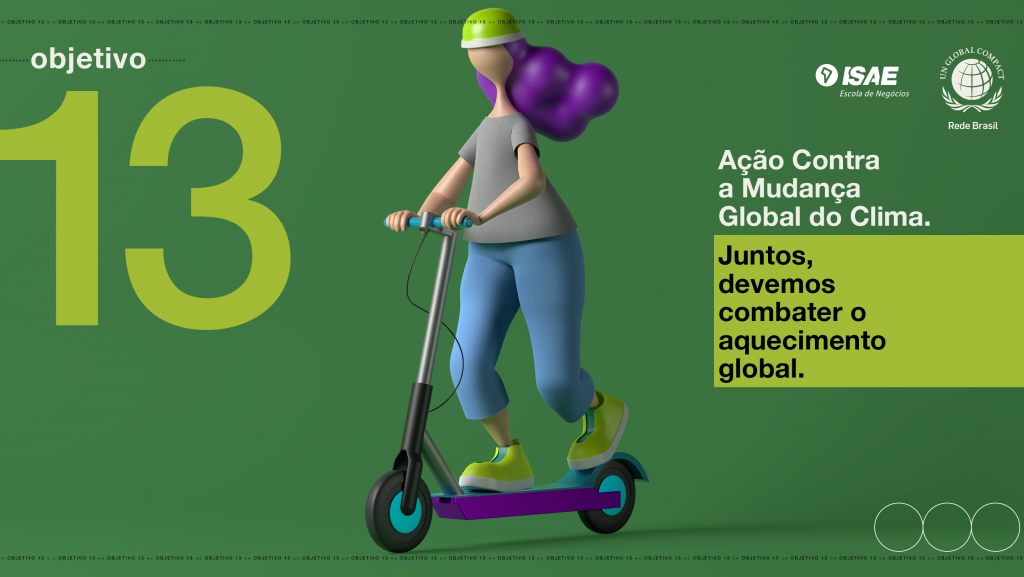 OBJETIVO 13 << OBJETIVO 13 << OBJETIVO 13 << OBJETIVO 13 << OBJETIVO 13 << OBJETIVO 13 << OBJETIVO 13 << OBJETIVO 13 << OBJETIVO 13 << OBJETIVO 13 << OBJETIVO 13 << OBJETIVO 13 << OBJETIVO 13 << OBJETIVO 13
objetivo
13
ISAE
Escola de Negócios
UN GLOBAL COMPACT
Rede Brasil
Ação Contra
a Mudança
Global do Clima.
Juntos,
devemos
combater o
aquecimento
global.
OBJETIVO 13 << OBJETIVO 13 << OBJETIVO 13 << OBJETIVO 13 << OBJETIVO 13 << OBJETIVO 13 << OBJETIVO 13 << OBJETIVO 13 << OBJETIVO 13 << OBJETIVO 13 << OBJETIVO 13 << OBJETIVO 13 << OBJETIVO 13 << OBJETIVO 13 << OBJETIVO 13 << OBJETIVO 13 << OBJETIVO 13